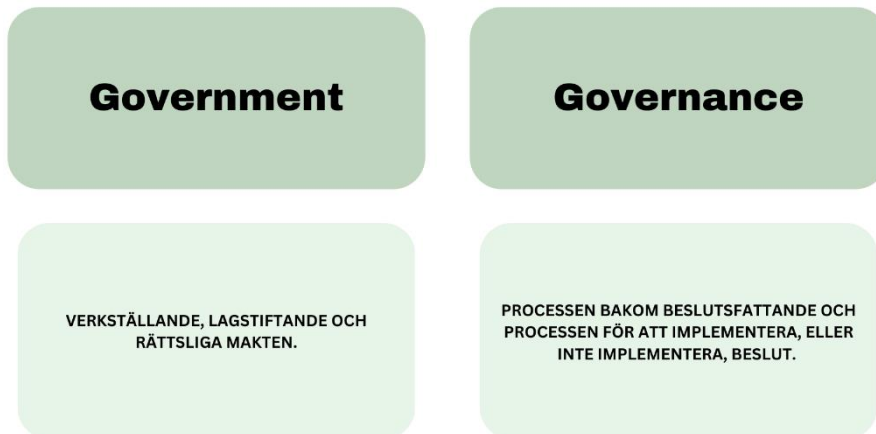 Government
Governance
VERKSTÄLLANDE, LAGSTIFTANDE OCH
RÄTTSLIGA MAKTEN.
PROCESSEN BAKOM BESLUTSFATTANDE OCH
PROCESSEN FÖR ATT IMPLEMENTERA, ELLER
INTE IMPLEMENTERA, BESLUT.